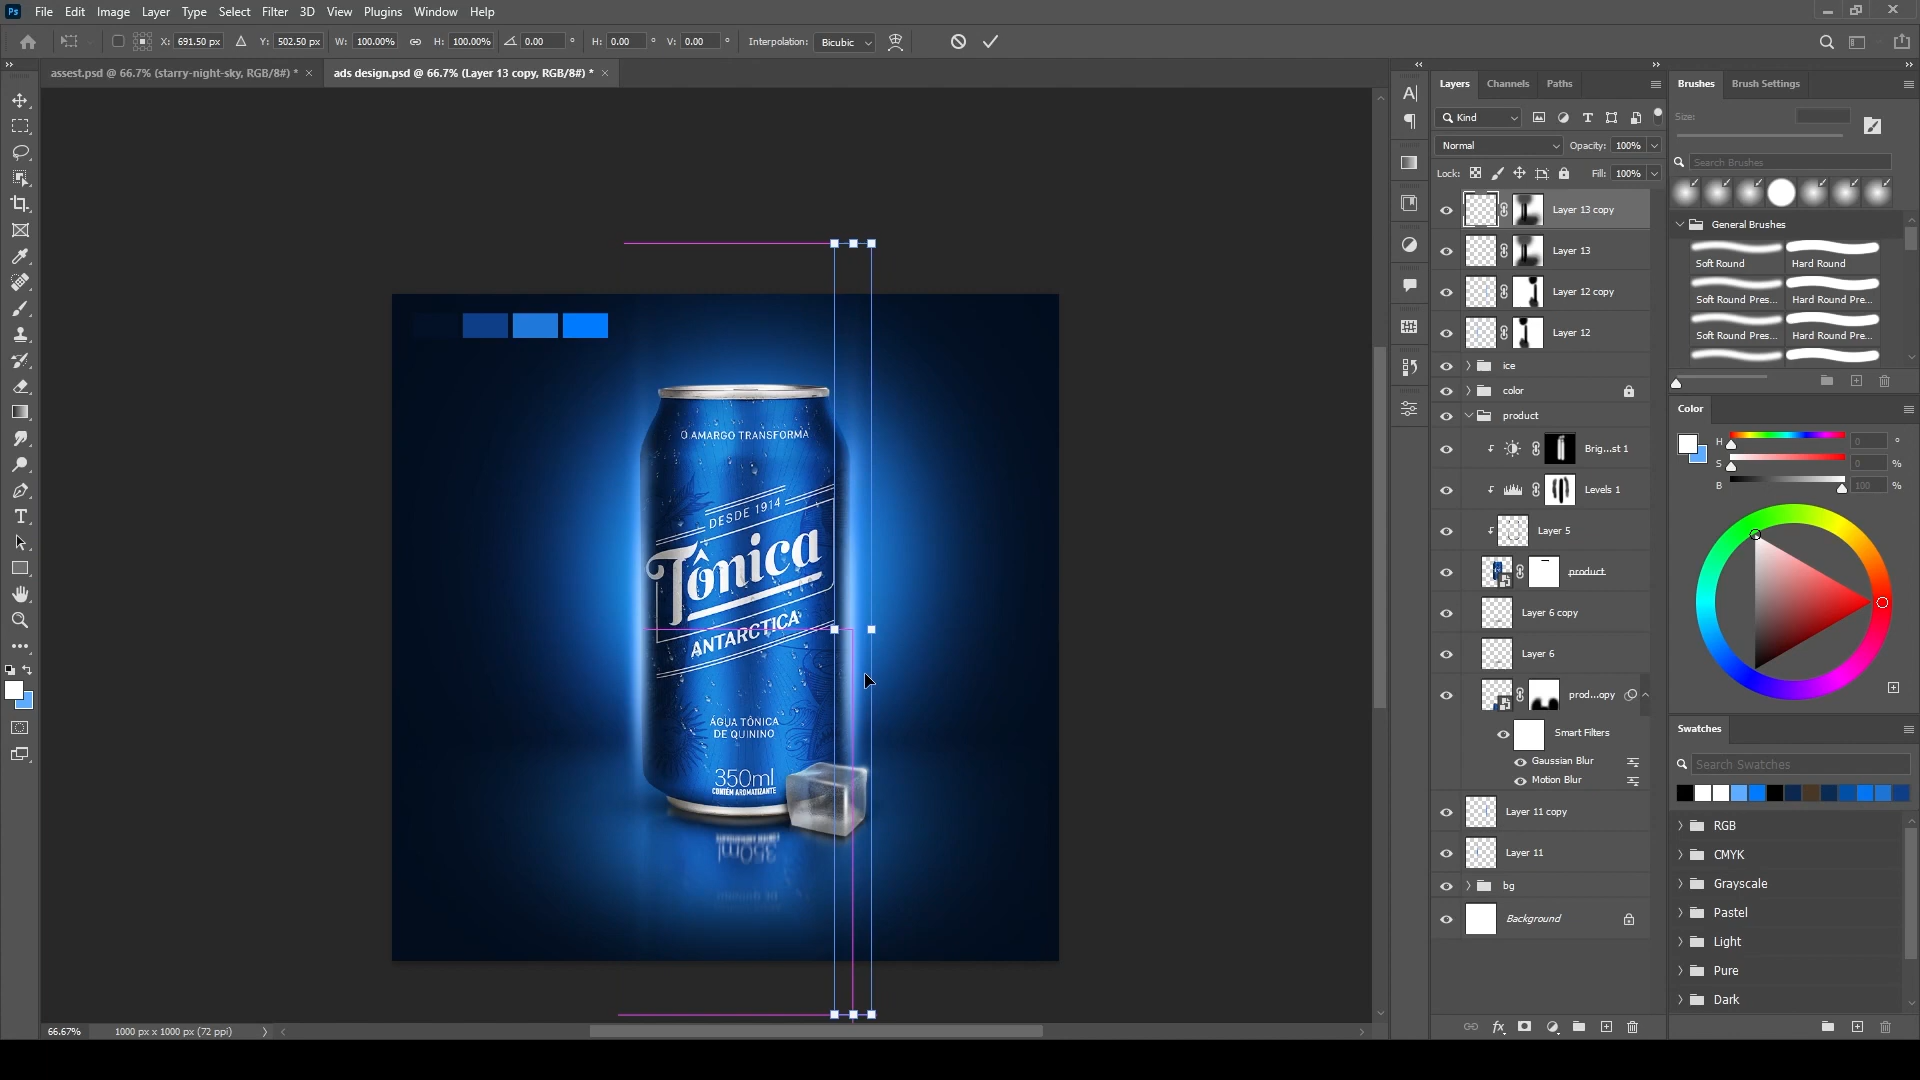 Ps File Edit Image Layer Type Select Filter 3D View Plugins Window Help
X: 691.50 px Y: 502.50 px W: 100.00% H: 100.00% 0.00 ° H: 0.00 ° V: 0.00 ° Interpolation: Bicubic
assest.psd @ 66.7% (starry-night-sky, RGB/8#) * ×
ads design.psd @ 66.7% (Layer 13 copy, RGB/8#) * ×
O AMARGO TRANSFORMA
DESDE 1914
Tônica
ANTARCTICA
ÁGUA TÔNICA
DE QUININO
350ml
CONTÉM AROMATIZANTE
350ml
66.67% 1000 px x 1000 px (72 ppi)
Layers Channels Paths
Kind
Normal Opacity: 100%
Lock: Fill: 100%
Layer 13 copy
Layer 13
Layer 12 copy
Layer 12
ice
color
product
Brig...st 1
Levels 1
Layer 5
product
Layer 6 copy
Layer 6
prod...opy
Smart Filters
Gaussian Blur
Motion Blur
Layer 11 copy
Layer 11
bg
Background
fx
Brushes Brush Settings
Size:
Search Brushes
General Brushes
Soft Round Hard Round
Soft Round Pres... Hard Round Pre...
Soft Round Pres... Hard Round Pre...
Color
H 0 °
S 0 %
B 100 %
Swatches
Search Swatches
RGB
CMYK
Grayscale
Pastel
Light
Pure
Dark